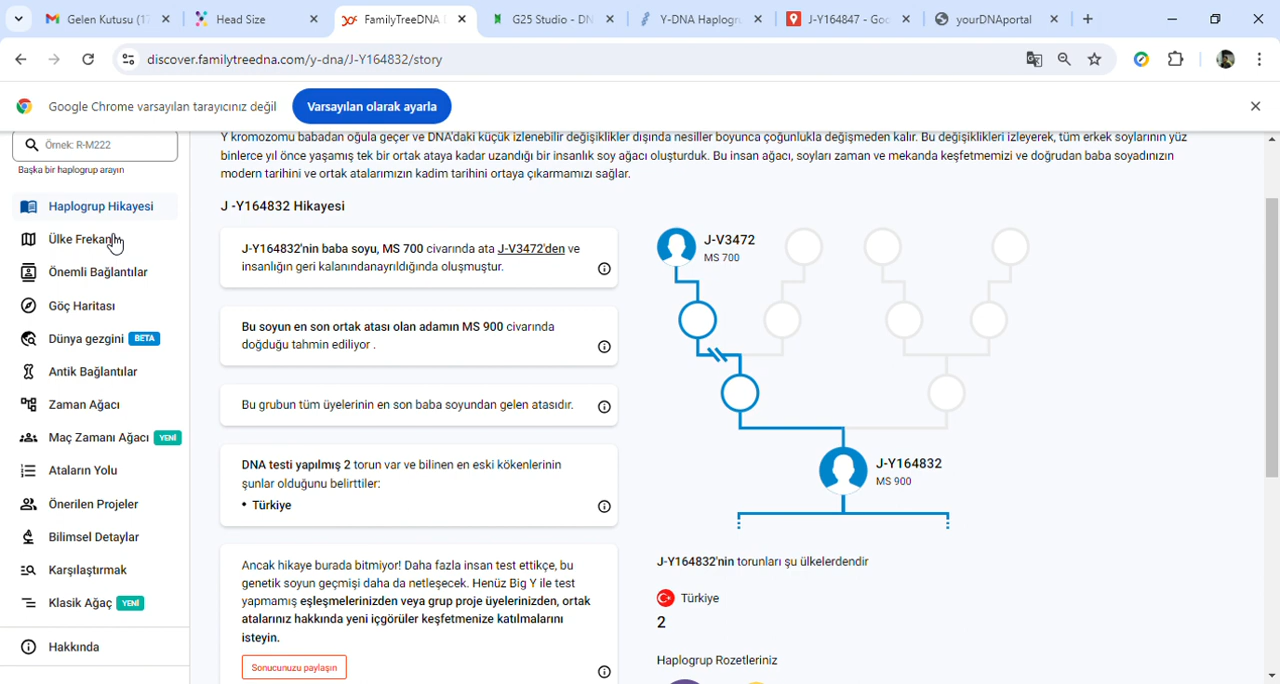 Gelen Kutusu (17
Head Size
FamilyTreeDNA
G25 Studio - DN
Y-DNA Haplogru
J-Y164847 - Goo
yourDNAportal
discover.familytreedna.com/y-dna/J-Y164832/story
Google Chrome varsayılan tarayıcınız değil
Varsayılan olarak ayarla
Örnek: R-M222
Başka bir haplogrup arayın
Haplogrup Hikayesi
Ülke Frekansı
Önemli Bağlantılar
Göç Haritası
Dünya gezgini BETA
Antik Bağlantılar
Zaman Ağacı
Maç Zamanı Ağacı YENİ
Ataların Yolu
Önerilen Projeler
Bilimsel Detaylar
Karşılaştırmak
Klasik Ağaç YENİ
Hakkında
Y kromozomu babadan oğula geçer ve DNA'daki küçük izlenebilir değişiklikler dışında nesiller boyunca çoğunlukla değişmeden kalır. Bu değişiklikleri izleyerek, tüm erkek soylarının yüz
binlerce yıl önce yaşamış tek bir ortak ataya kadar uzandığı bir insanlık soy ağacı oluşturduk. Bu insan ağacı, soyları zaman ve mekanda keşfetmemizi ve doğrudan baba soyadınızın
modern tarihini ve ortak atalarımızın kadim tarihini ortaya çıkarmamızı sağlar.
J -Y164832 Hikayesi
J-Y164832'nin baba soyu, MS 700 civarında ata J-V3472'den ve
insanlığın geri kalanındanayrıldığında oluşmuştur.
Bu soyun en son ortak atası olan adamın MS 900 civarında
doğduğu tahmin ediliyor .
Bu grubun tüm üyelerinin en son baba soyundan gelen atasıdır.
DNA testi yapılmış 2 torun var ve bilinen en eski kökenlerinin
şunlar olduğunu belirttiler:
• Türkiye
Ancak hikaye burada bitmiyor! Daha fazla insan test ettikçe, bu
genetik soyun geçmişi daha da netleşecek. Henüz Big Y ile test
yapmamış eşleşmelerinizden veya grup proje üyelerinizden, ortak
atalarınız hakkında yeni içgörüler keşfetmenize katılmalarını
isteyin.
Sonucunuzu paylaşın
J-V3472
MS 700
J-Y164832
MS 900
J-Y164832'nin torunları şu ülkelerdendir
Türkiye
2
Haplogrup Rozetleriniz